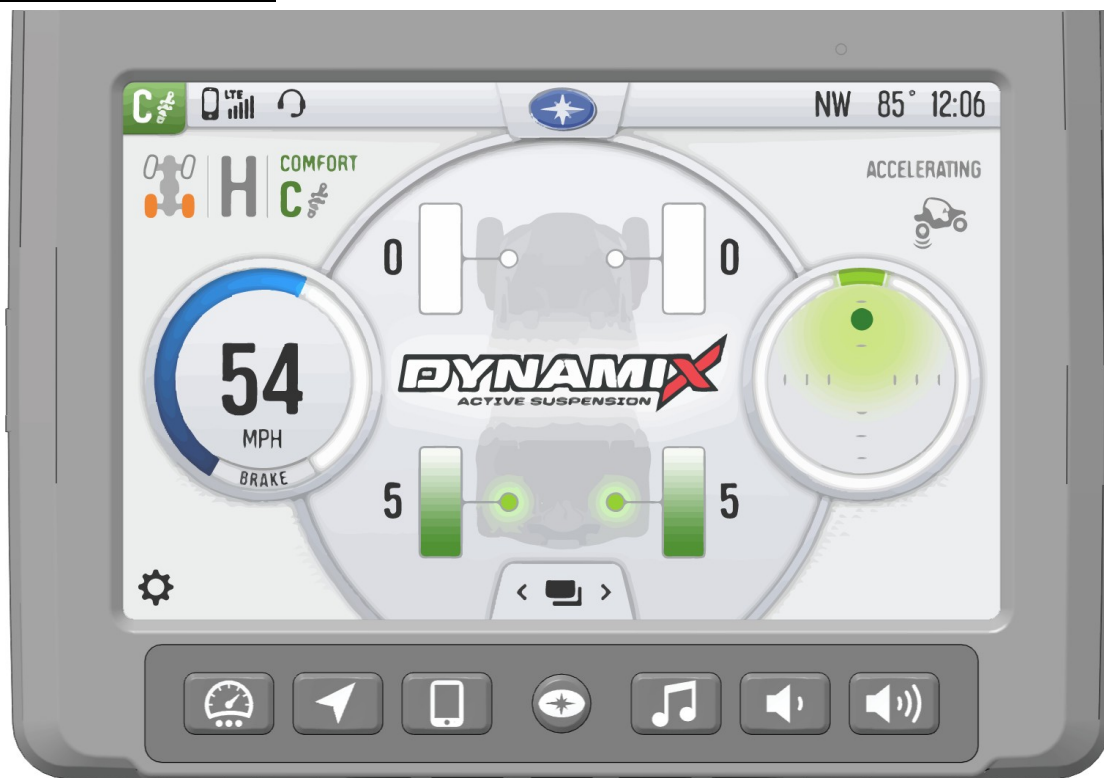 C LTE NW 85° 12:06
H COMFORT
C
ACCELERATING
0 0
54
MPH
BRAKE
DYNAMIX
ACTIVE SUSPENSION
5 5